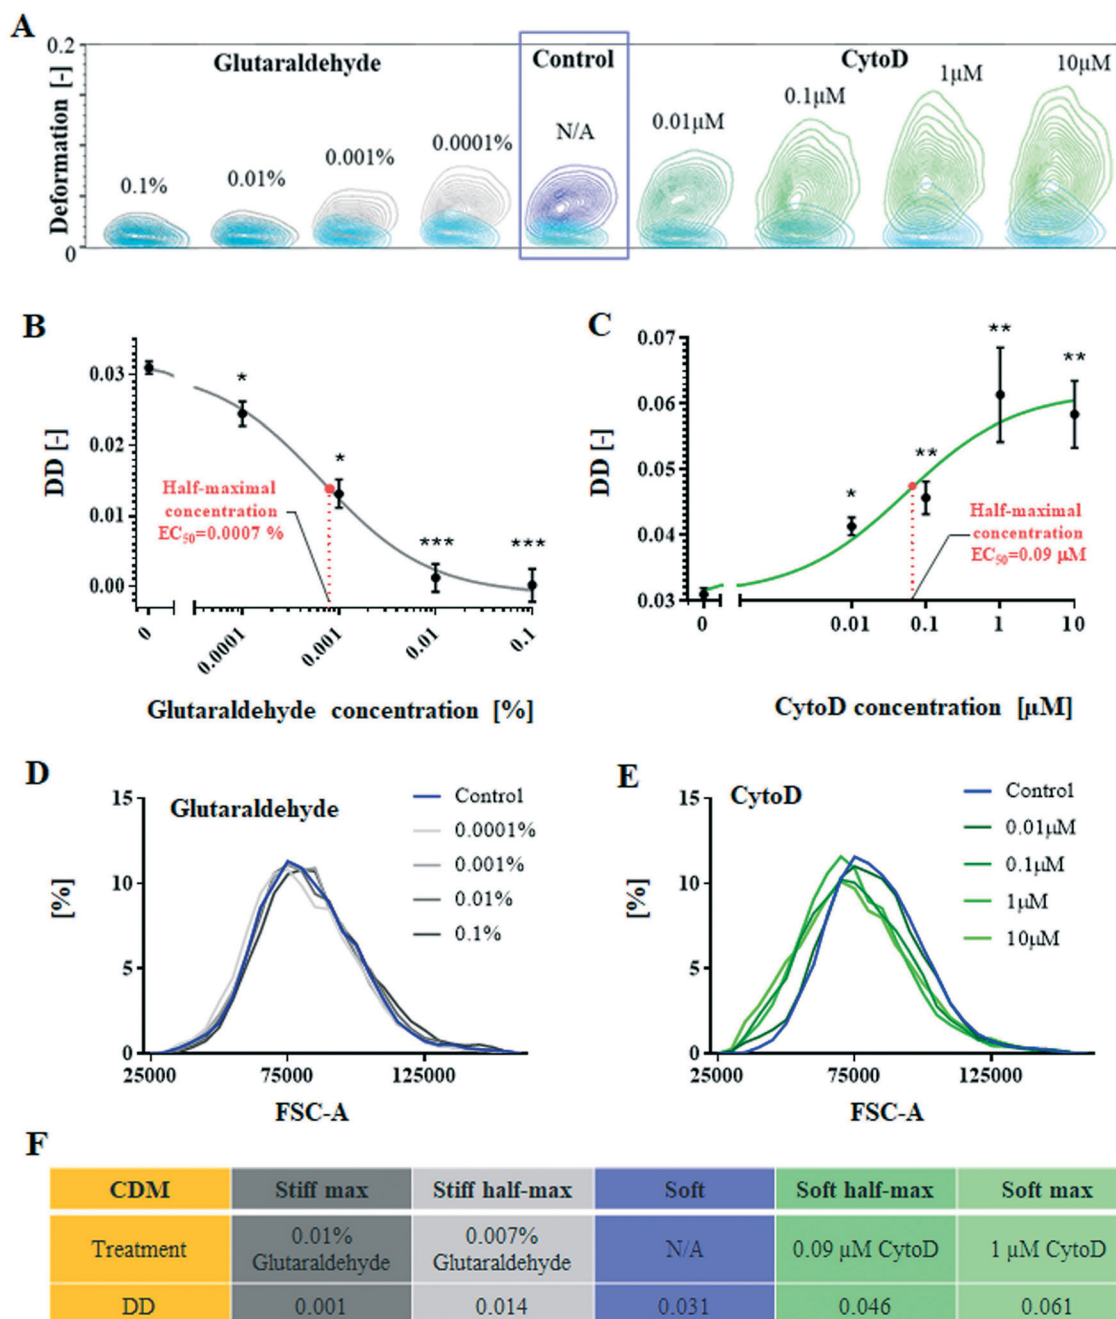 A
Deformation [-]
0.2
0
Glutaraldehyde
Control
CytoD
0.1%
0.01%
0.001%
0.0001%
N/A
0.01µM
0.1µM
1µM
10µM
B
DD [-]
0.03
0.02
0.01
0.00
*
*
***
***
Half-maximal
concentration
EC50=0.0007 %
0
0.0001
0.001
0.01
0.1
Glutaraldehyde concentration [%]
C
DD [-]
0.07
0.06
0.05
0.04
0.03
*
**
**
**
Half-maximal
concentration
EC50=0.09 µM
0
0.01
0.1
1
10
CytoD concentration [µM]
D
Glutaraldehyde
[%]
15
10
5
0
Control
0.0001%
0.001%
0.01%
0.1%
25000
75000
125000
FSC-A
E
CytoD
[%]
15
10
5
0
Control
0.01µM
0.1µM
1µM
10µM
25000
75000
125000
FSC-A
F
CDM Stiff max Stiff half-max Soft Soft half-max Soft max
Treatment 0.01% Glutaraldehyde 0.007% Glutaraldehyde N/A 0.09 µM CytoD 1 µM CytoD
DD 0.001 0.014 0.031 0.046 0.061